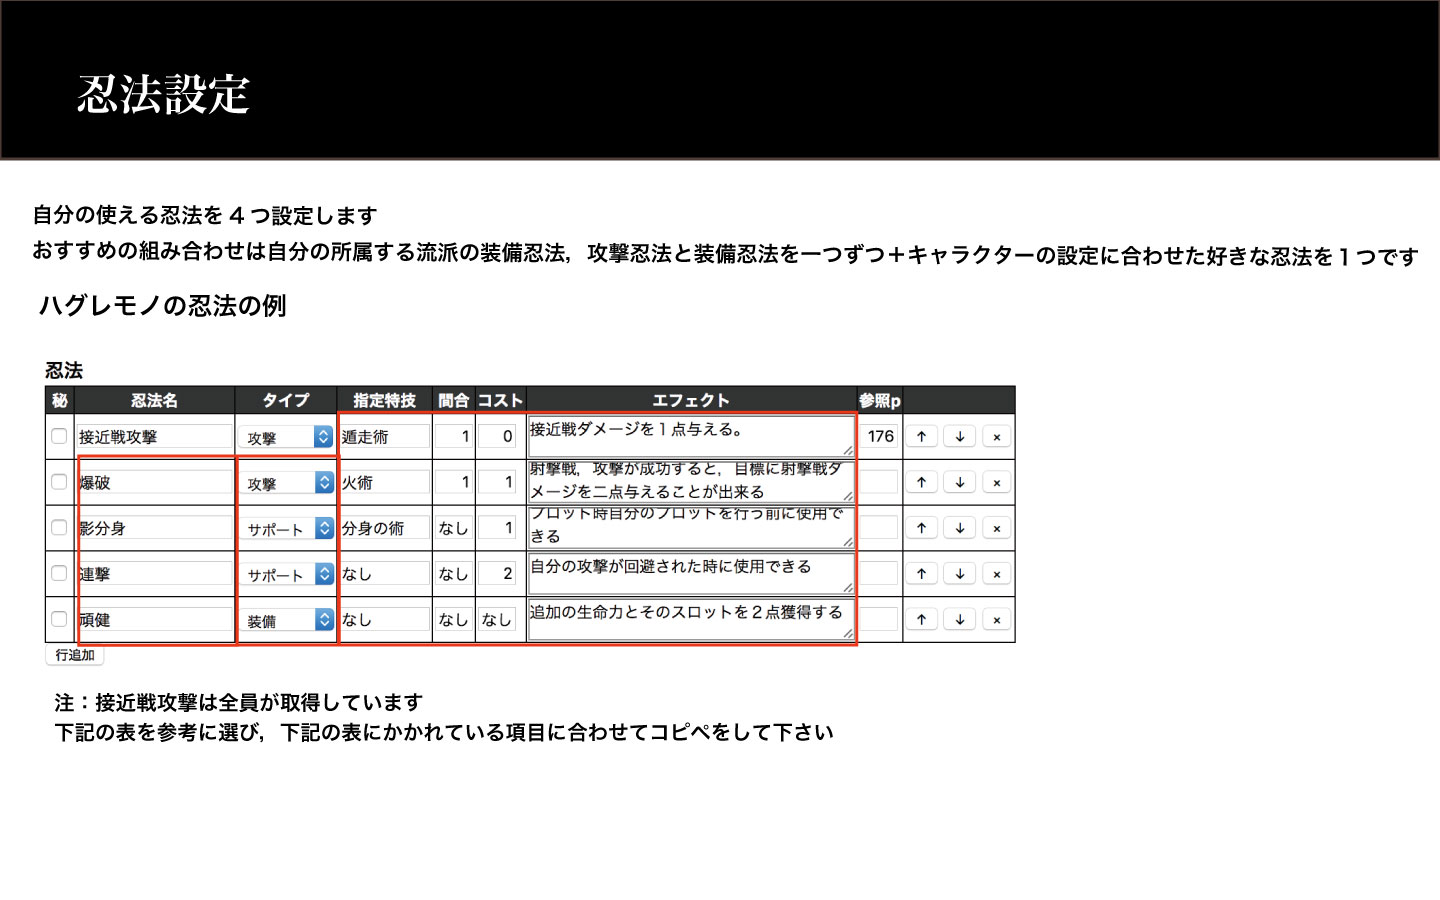 忍法設定
自分の使える忍法を4つ設定します
おすすめの組み合わせは自分の所属する流派の装備忍法，攻撃忍法と装備忍法を一つずつ＋キャラクターの設定に合わせた好きな忍法を1つです
ハグレモノの忍法の例
忍法
秘 忍法名 タイプ 指定特技 間合 コスト エフェクト 参照p
接近戦攻撃 攻撃 遁走術 1 0 接近戦ダメージを1点与える。 176 ↑ ↓ ×
爆破 攻撃 火術 1 1 射撃戦，攻撃が成功すると，目標に射撃戦ダ
メージを二点与えることが出来る ↑ ↓ ×
影分身 サポート 分身の術 なし 1 プロット時自分のプロットを行う前に使用で
きる ↑ ↓ ×
連撃 サポート なし なし 2 自分の攻撃が回避された時に使用できる ↑ ↓ ×
頑健 装備 なし なし なし 追加の生命力とそのスロットを2点獲得する ↑ ↓ ×
行追加
注：接近戦攻撃は全員が取得しています
下記の表を参考に選び，下記の表にかかれている項目に合わせてコピペをして下さい